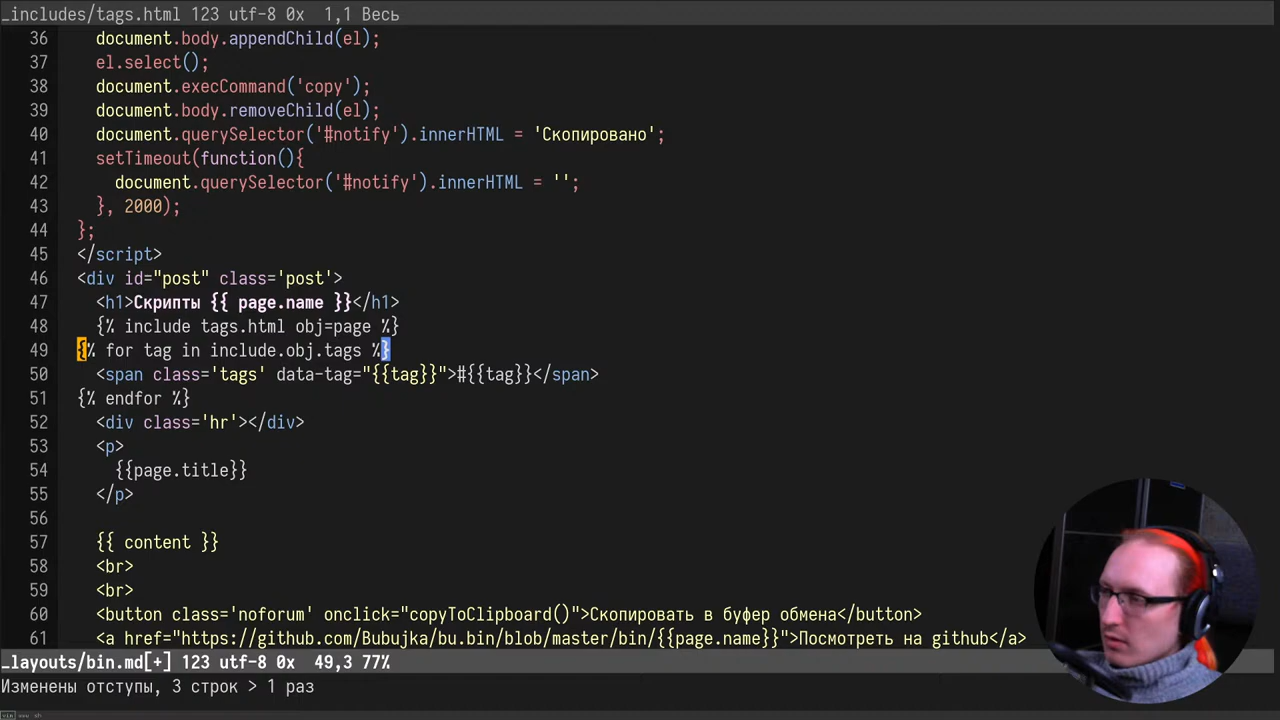 _includes/tags.html 123 utf-8 0x  1,1 Весь
36    document.body.appendChild(el);
37    el.select();
38    document.execCommand('copy');
39    document.body.removeChild(el);
40    document.querySelector('#notify').innerHTML = 'Скопировано';
41    setTimeout(function(){
42      document.querySelector('#notify').innerHTML = '';
43    }, 2000);
44  };
45  </script>
46  <div id="post" class='post'>
47    <h1>Скрипты {{ page.name }}</h1>
48    {% include tags.html obj=page %}
49  {% for tag in include.obj.tags %}
50    <span class='tags' data-tag="{{tag}}">#{{tag}}</span>
51  {% endfor %}
52    <div class='hr'></div>
53    <p>
54      {{page.title}}
55    </p>
56
57    {{ content }}
58    <br>
59    <br>
60    <button class='noforum' onclick="copyToClipboard()">Скопировать в буфер обмена</button>
61    <a href="https://github.com/Bubujka/bu.bin/blob/master/bin/{{page.name}}">Посмотреть на github</a>
_layouts/bin.md[+] 123 utf-8 0x  49,3 77%
Изменены отступы, 3 строк > 1 раз